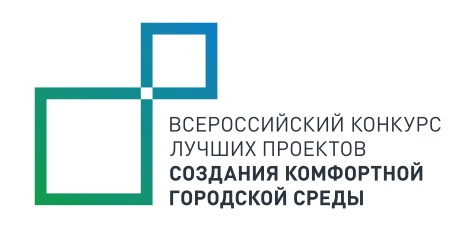 ВСЕРОССИЙСКИЙ КОНКУРС
ЛУЧШИХ ПРОЕКТОВ
СОЗДАНИЯ КОМФОРТНОЙ
ГОРОДСКОЙ СРЕДЫ